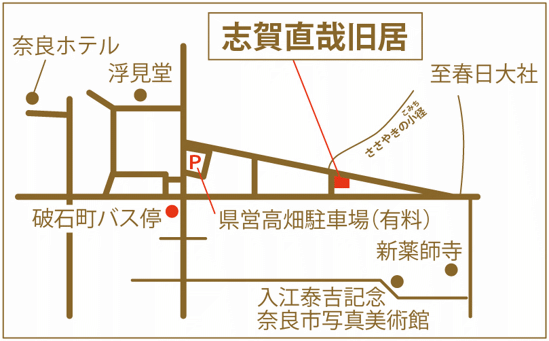 志賀直哉旧居
奈良ホテル
浮見堂
至春日大社
こみち
ささやきの小径
P
破石町バス停
県営高畑駐車場（有料）
新薬師寺
入江泰吉記念
奈良市写真美術館